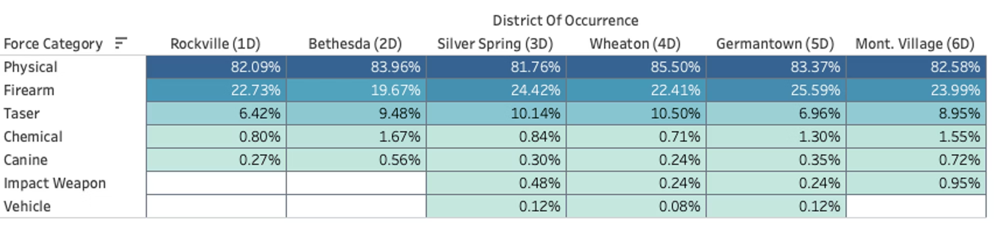 District Of Occurrence
Force Category Rockville (1D) Bethesda (2D) Silver Spring (3D) Wheaton (4D) Germantown (5D) Mont. Village (6D)
Physical 82.09% 83.96% 81.76% 85.50% 83.37% 82.58%
Firearm 22.73% 19.67% 24.42% 22.41% 25.59% 23.99%
Taser 6.42% 9.48% 10.14% 10.50% 6.96% 8.95%
Chemical 0.80% 1.67% 0.84% 0.71% 1.30% 1.55%
Canine 0.27% 0.56% 0.30% 0.24% 0.35% 0.72%
Impact Weapon 0.48% 0.24% 0.24% 0.95%
Vehicle 0.12% 0.08% 0.12%